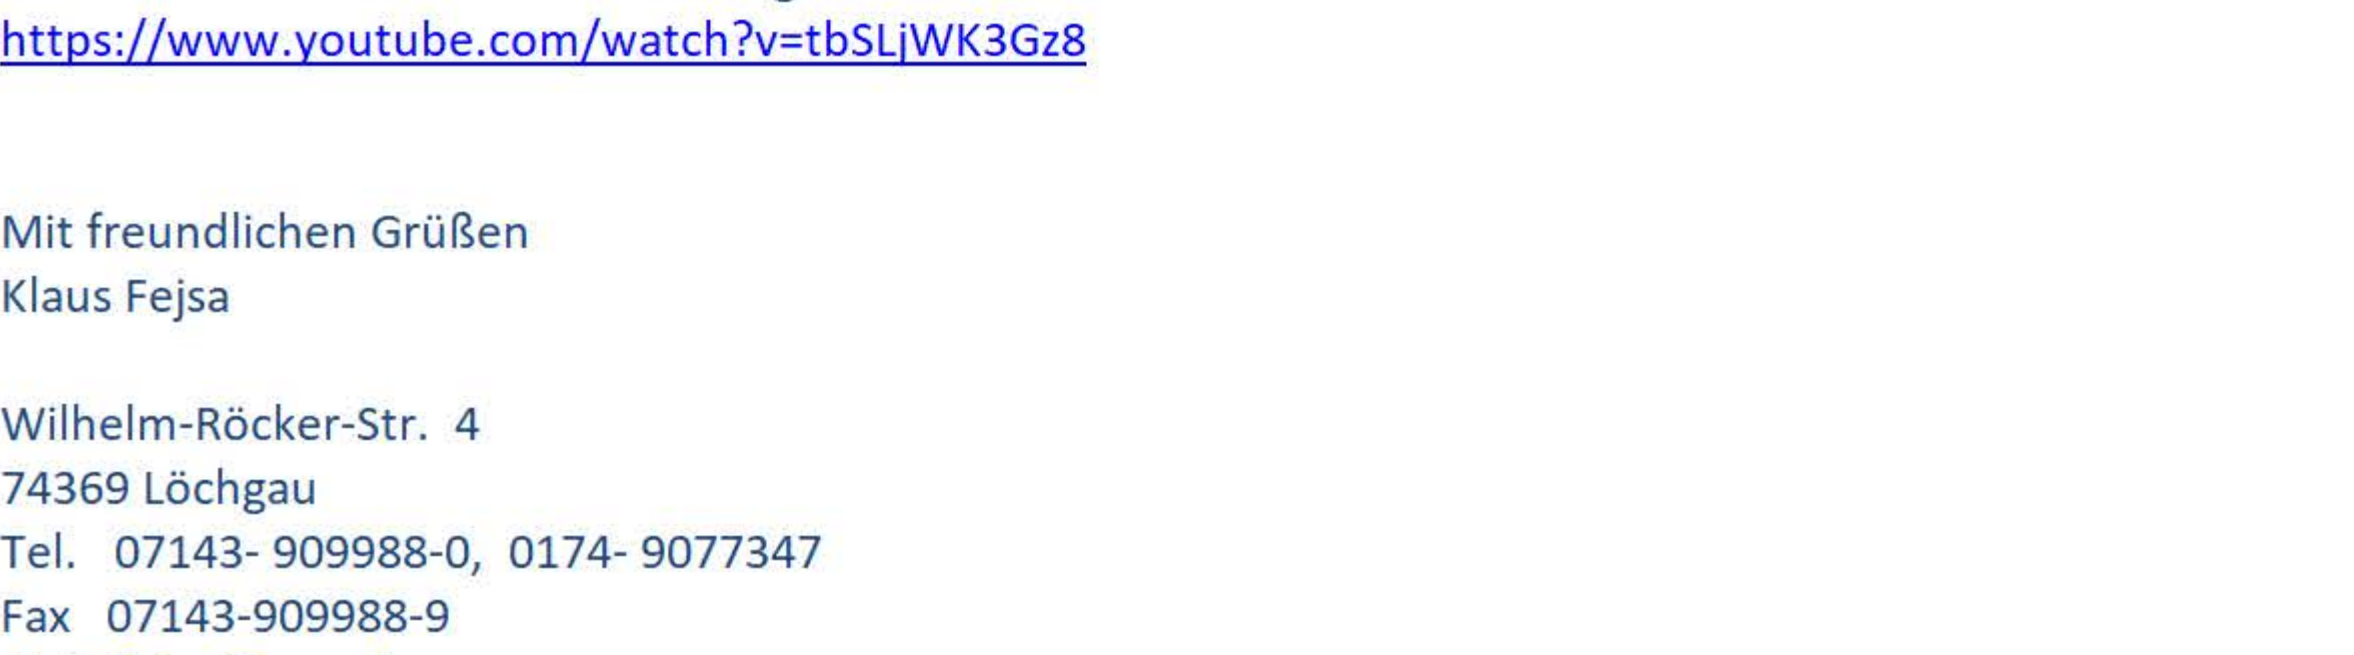 https://www.youtube.com/watch?v=tbSLjWK3Gz8
Mit freundlichen Grüßen
Klaus Fejsa
Wilhelm-Röcker-Str. 4
74369 Löchgau
Tel. 07143- 909988-0, 0174- 9077347
Fax 07143-909988-9